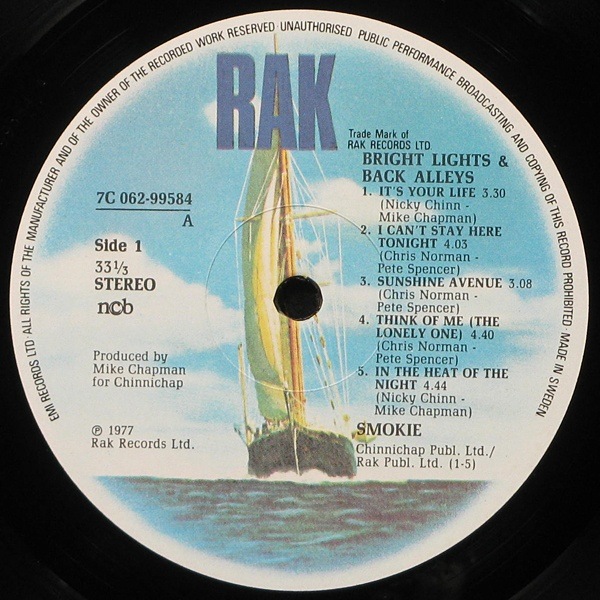 EMI RECORDS LTD · ALL RIGHTS OF THE MANUFACTURER AND OF THE OWNER OF THE RECORDED WORK RESERVED · UNAUTHORISED PUBLIC PERFORMANCE BROADCASTING AND COPYING OF THIS RECORD PROHIBITED · MADE IN SWEDEN
RAK
Trade Mark of
RAK RECORDS LTD.
7C 062-99584
A
Side 1
33⅓
STEREO
ncb
Produced by
Mike Chapman
for Chinnichap
℗ 1977
Rak Records Ltd.
BRIGHT LIGHTS &
BACK ALLEYS
1. IT'S YOUR LIFE 3.30
(Nicky Chinn -
Mike Chapman)
2. I CAN'T STAY HERE
TONIGHT 4.03
(Chris Norman -
Pete Spencer)
3. SUNSHINE AVENUE 3.08
(Chris Norman -
Pete Spencer)
4. THINK OF ME (THE
LONELY ONE) 4.40
(Chris Norman -
Pete Spencer)
5. IN THE HEAT OF THE
NIGHT 4.44
(Nicky Chinn -
Mike Chapman)
SMOKIE
Chinnichap Publ. Ltd./
Rak Publ. Ltd. (1-5)